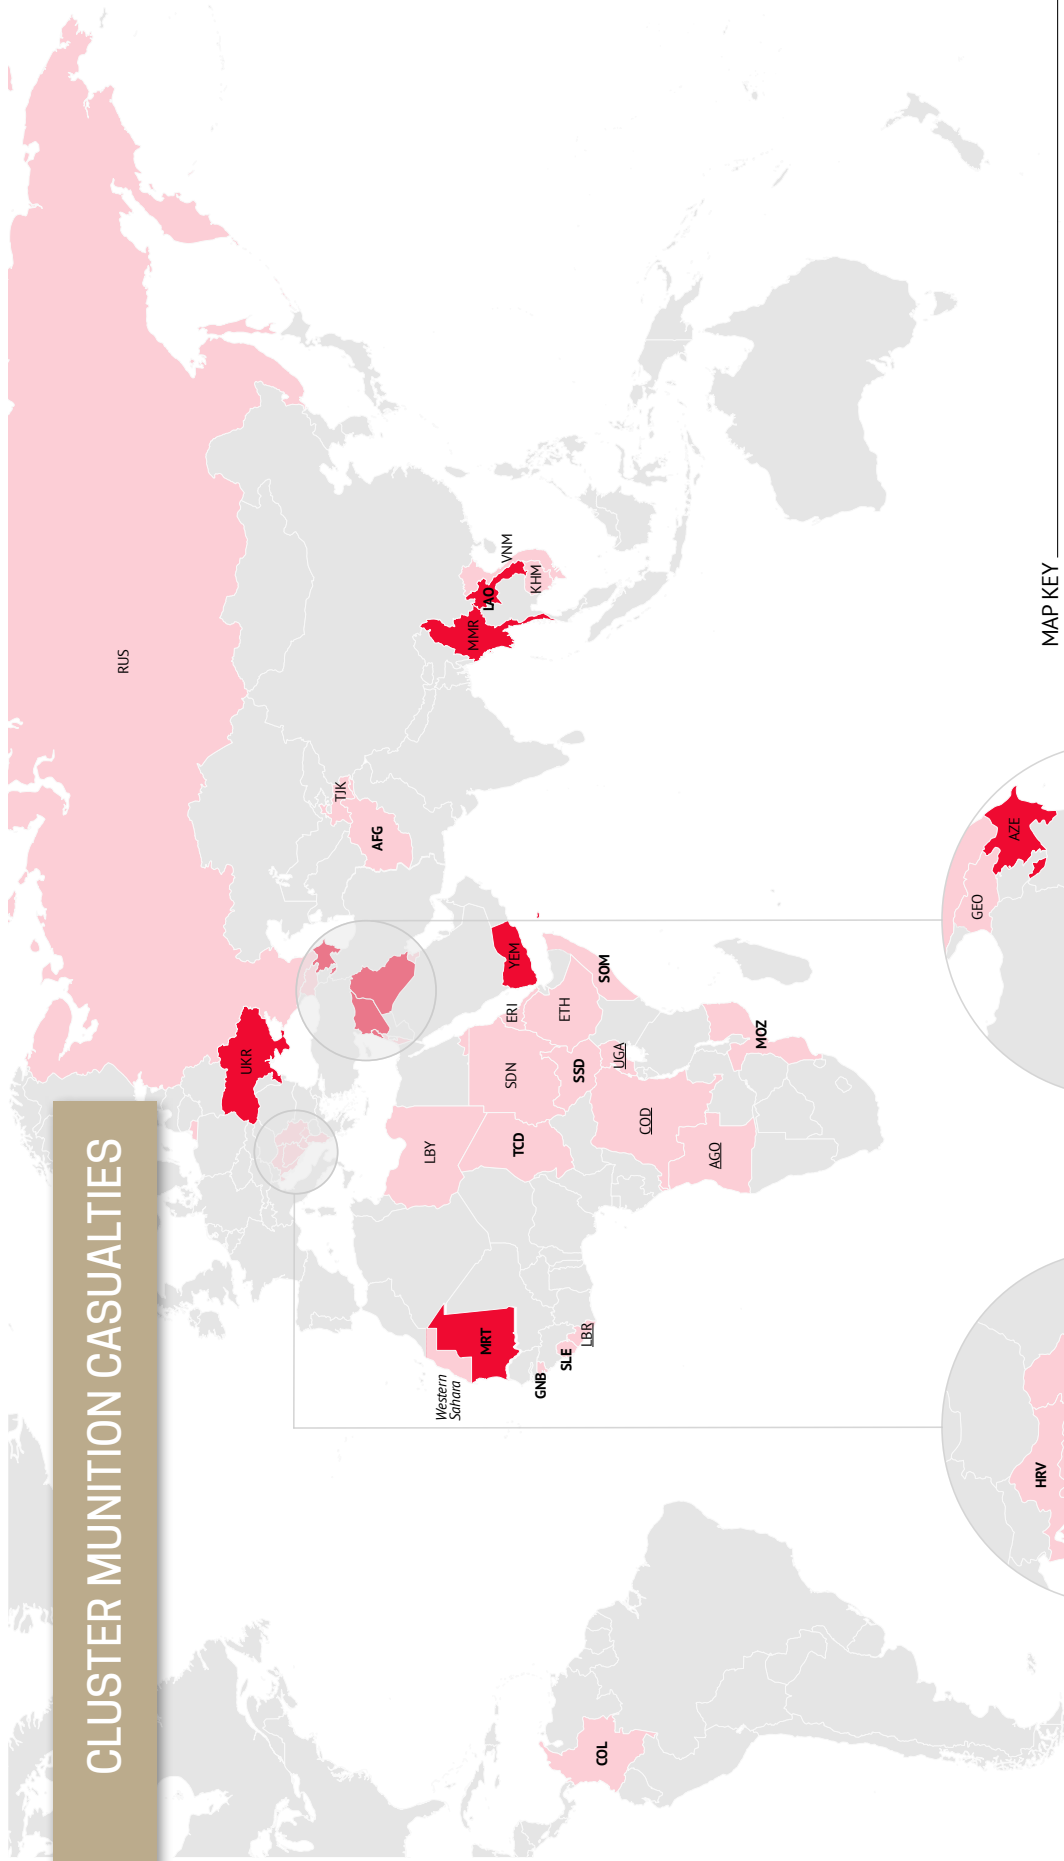 CLUSTER MUNITION CASUALTIES
RUS
UKR
TJK
AFG
MMR
LAO
VNM
KHM
YEM
ERI
ETH
SOM
SDN
SSD
UGA
LBY
TCD
COD
AGO
MOZ
MRT
Western
Sahara
GNB
SLE
LBR
COL
GEO
AZE
HRV
MAP KEY